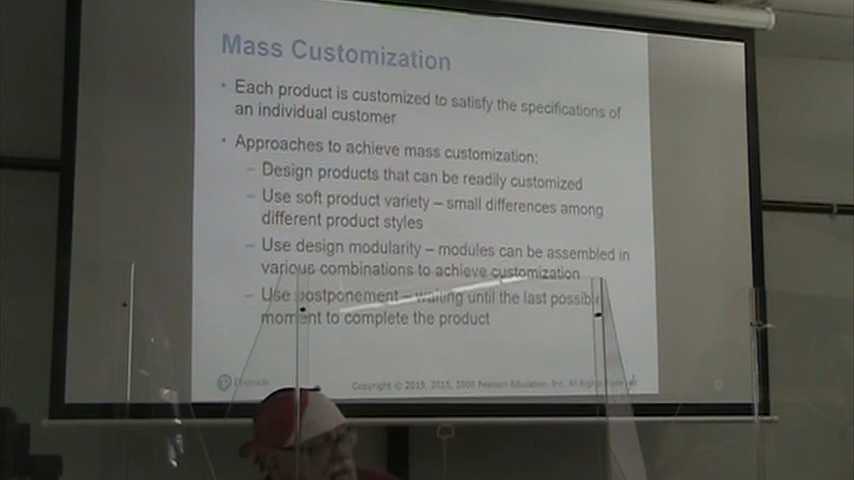 Mass Customization
• Each product is customized to satisfy the specifications of
an individual customer
• Approaches to achieve mass customization:
– Design products that can be readily customized
– Use soft product variety – small differences among
different product styles
– Use design modularity – modules can be assembled in
various combinations to achieve customization
– Use postponement – waiting until the last possible
moment to complete the product
Pearson
Copyright © 2019, 2015, 2008 Pearson Education, Inc. All Rights Reserved